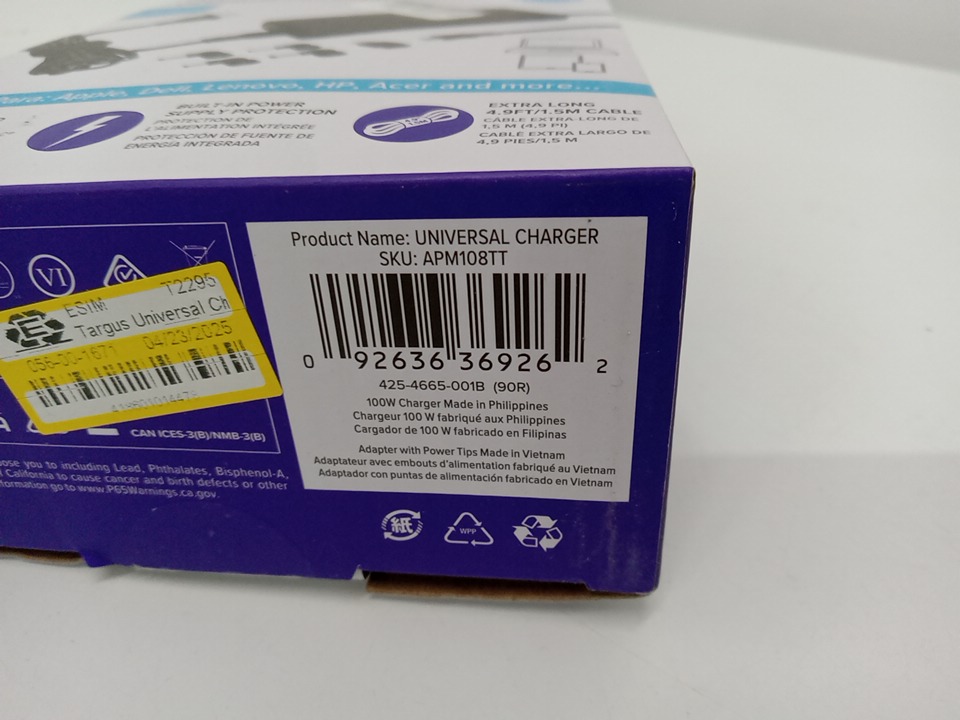 Para: Apple, Dell, Lenovo, HP, Acer and more...
BUILT-IN POWER
SUPPLY PROTECTION
PROTECTION DE
L'ALIMENTATION INTÉGRÉE
PROTECCIÓN DE FUENTE DE
ENERGÍA INTEGRADA
EXTRA LONG
4.9FT/1.5M CABLE
CÂBLE EXTRA-LONG DE
1,5 M (4,9 PI)
CABLE EXTRA LARGO DE
4,9 PIES/1,5 M
VI
ESIM T2295
Targus Universal Ch
056-00-1671 04/23/2025
CAN ICES-3(B)/NMB-3(B)
ose you to including Lead, Phthalates, Bisphenol-A,
California to cause cancer and birth defects or other
formation go to www.P65Warnings.ca.gov.
Product Name: UNIVERSAL CHARGER
SKU: APM108TT
0 92636 36926 2
425-4665-001B (90R)
100W Charger Made in Philippines
Chargeur 100 W fabriqué aux Philippines
Cargador de 100 W fabricado en Filipinas
Adapter with Power Tips Made in Vietnam
Adaptateur avec embouts d'alimentation fabriqué au Vietnam
Adaptador con puntas de alimentación fabricado en Vietnam
紙
WPP